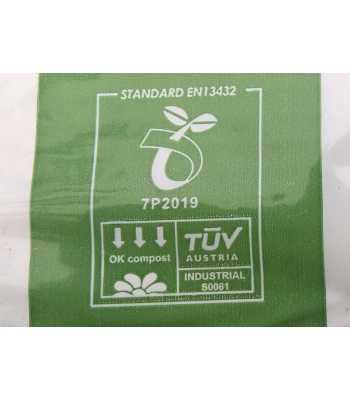 STANDARD EN13432
7P2019
OK compost
TÜV
AUSTRIA
INDUSTRIAL
S0081